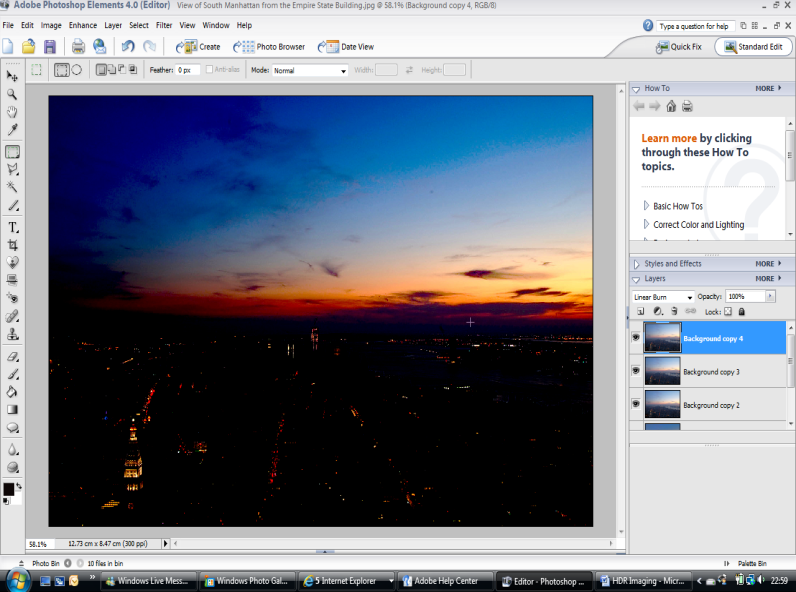 Adobe Photoshop Elements 4.0 (Editor) View of South Manhattan from the Empire State Building.jpg @ 58.1% (Background copy 4, RGB/8)
File Edit Image Enhance Layer Select Filter View Window Help
Type a question for help
Create Photo Browser Date View
Quick Fix Standard Edit
Feather: 0 px Anti-alias Mode: Normal Width: Height:
How To MORE
Learn more by clicking
through these How To
topics.
Basic How Tos
Correct Color and Lighting
Styles and Effects MORE
Layers MORE
Linear Burn Opacity: 100%
Lock:
Background copy 4
Background copy 3
Background copy 2
58.1% 12.73 cm x 8.47 cm (300 ppi)
Photo Bin 10 files in bin
Palette Bin
Windows Live Mess... Windows Photo Gal... 5 Internet Explorer Adobe Help Center Editor - Photoshop ... HDR Imaging - Micr... 22:59